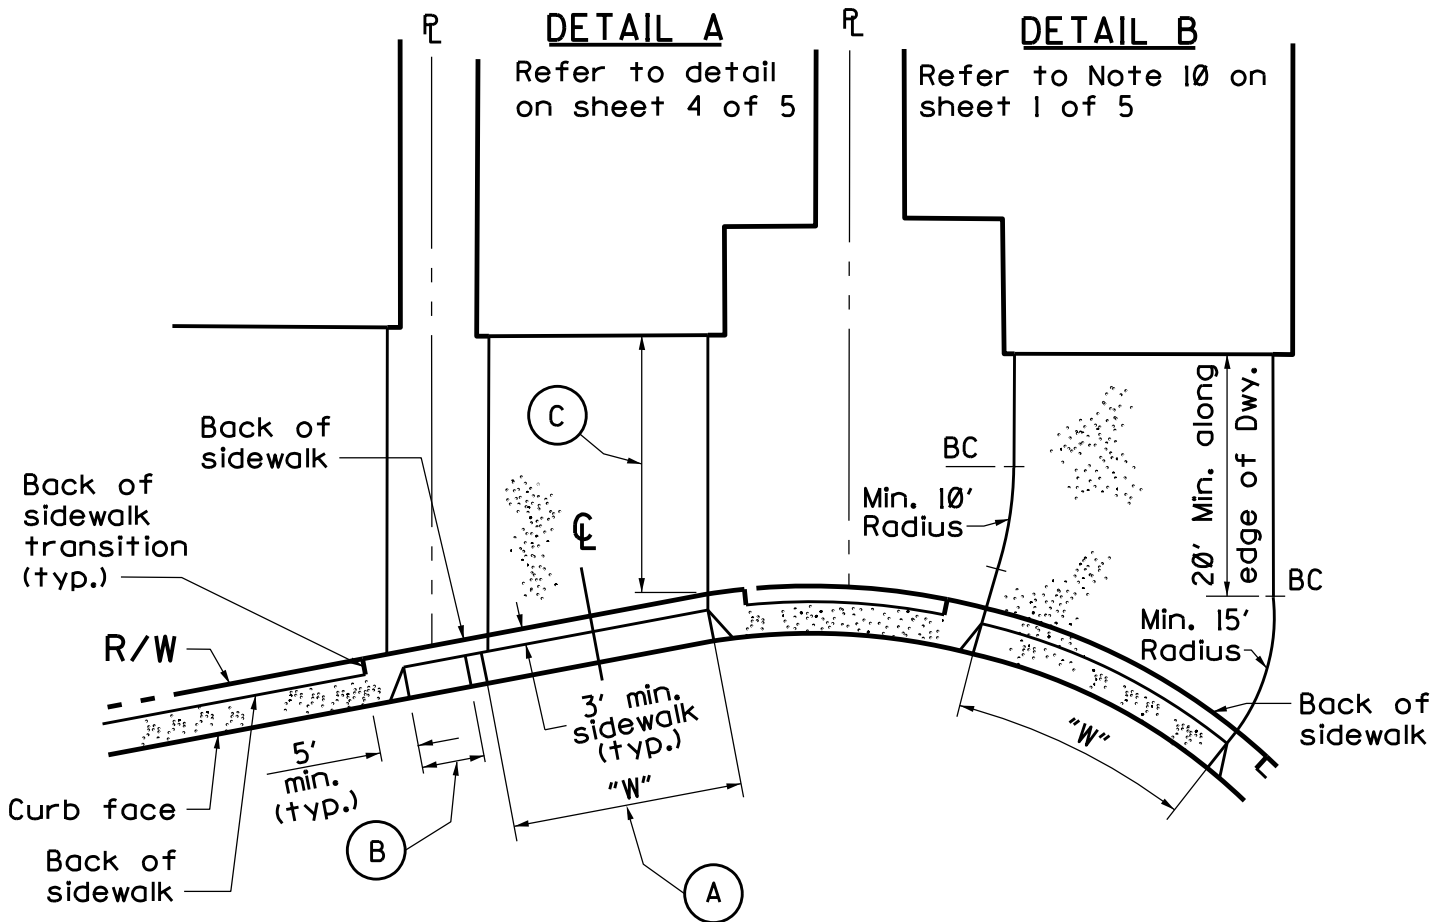 PL
DETAIL A
Refer to detail
on sheet 4 of 5
PL
DETAIL B
Refer to Note 10 on
sheet 1 of 5
Back of
sidewalk
C
Back of
sidewalk
transition
(typ.)
R/W
CL
BC
Min. 10'
Radius
20' Min. along
edge of Dwy.
BC
Min. 15'
Radius
Back of
sidewalk
3' min.
sidewalk
(typ.)
5'
min.
(typ.)
"W"
"W"
Curb face
Back of
sidewalk
B
A